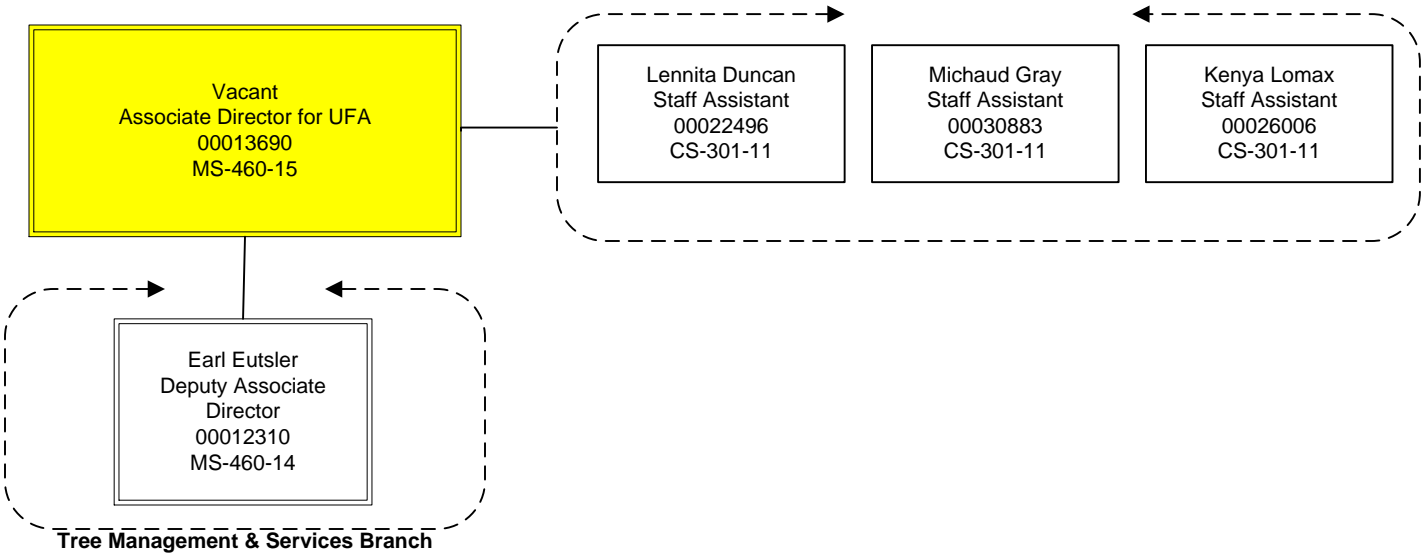 Vacant
Associate Director for UFA
00013690
MS-460-15
Lennita Duncan
Staff Assistant
00022496
CS-301-11
Michaud Gray
Staff Assistant
00030883
CS-301-11
Kenya Lomax
Staff Assistant
00026006
CS-301-11
Earl Eutsler
Deputy Associate
Director
00012310
MS-460-14
Tree Management & Services Branch